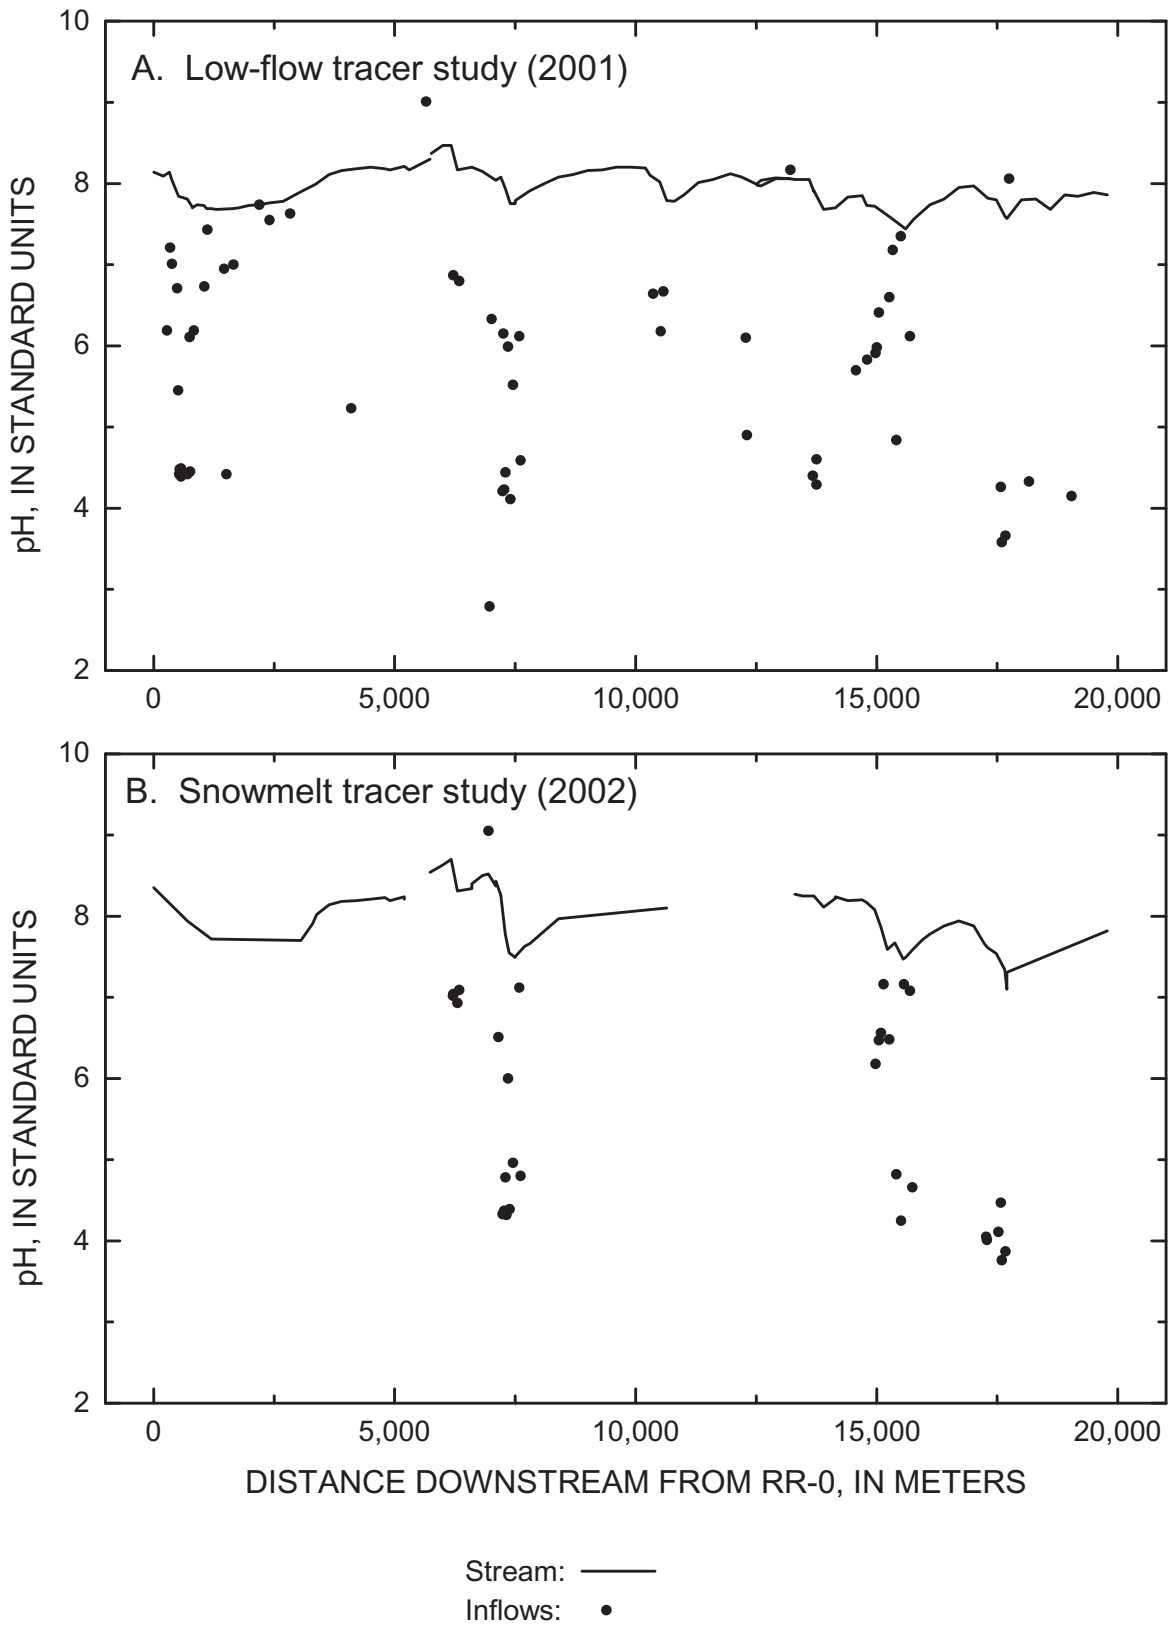 10
A. Low-flow tracer study (2001)
8
6
4
2
pH, IN STANDARD UNITS
0 5,000 10,000 15,000 20,000
10
B. Snowmelt tracer study (2002)
8
6
4
2
pH, IN STANDARD UNITS
0 5,000 10,000 15,000 20,000
DISTANCE DOWNSTREAM FROM RR-0, IN METERS
Stream:
Inflows: